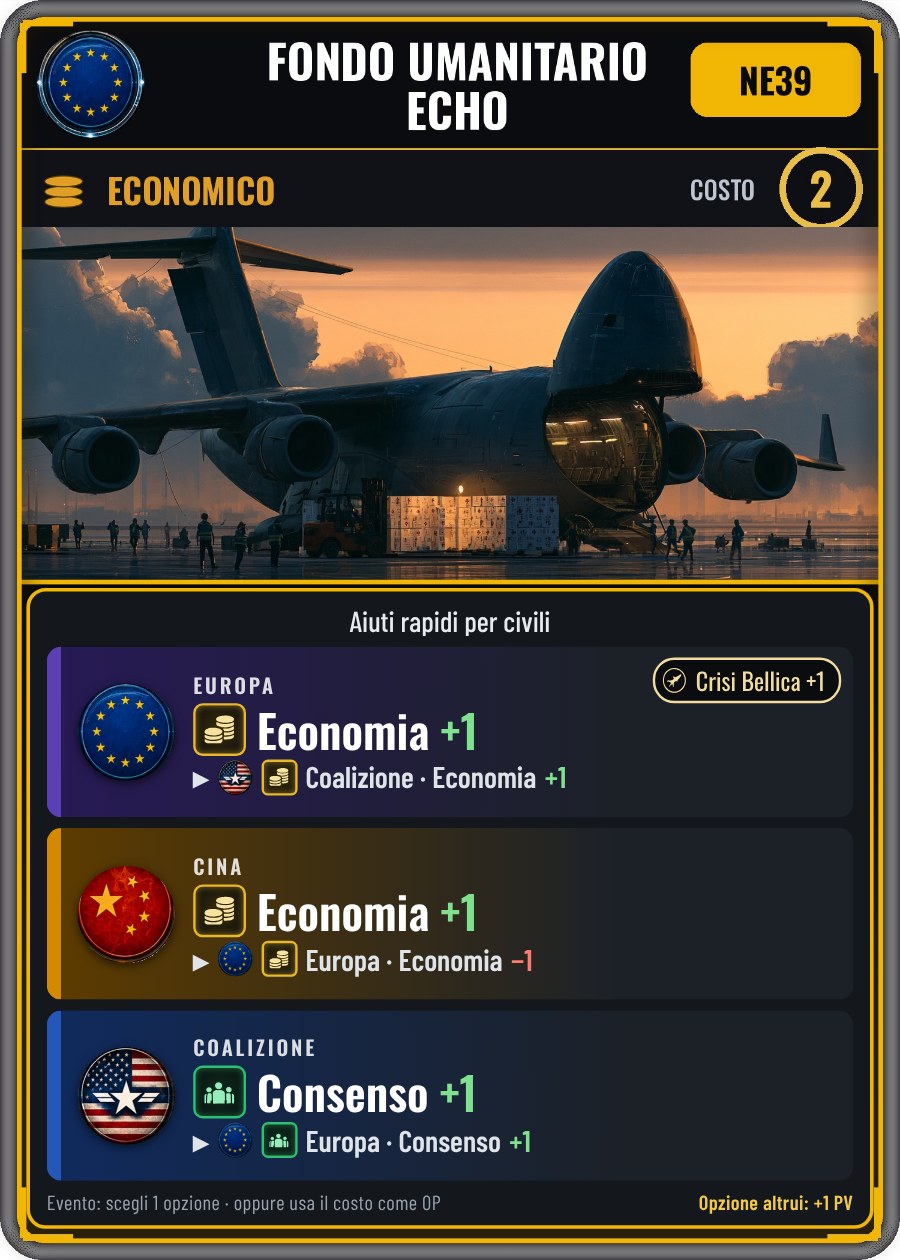 FONDO UMANITARIO
ECHO
NE39
ECONOMICO
COSTO
2
Aiuti rapidi per civili
EUROPA
Crisi Bellica +1
Economia +1
▶ Coalizione · Economia +1
CINA
Economia +1
▶ Europa · Economia −1
COALIZIONE
Consenso +1
▶ Europa · Consenso +1
Evento: scegli 1 opzione · oppure usa il costo come OP
Opzione altrui: +1 PV